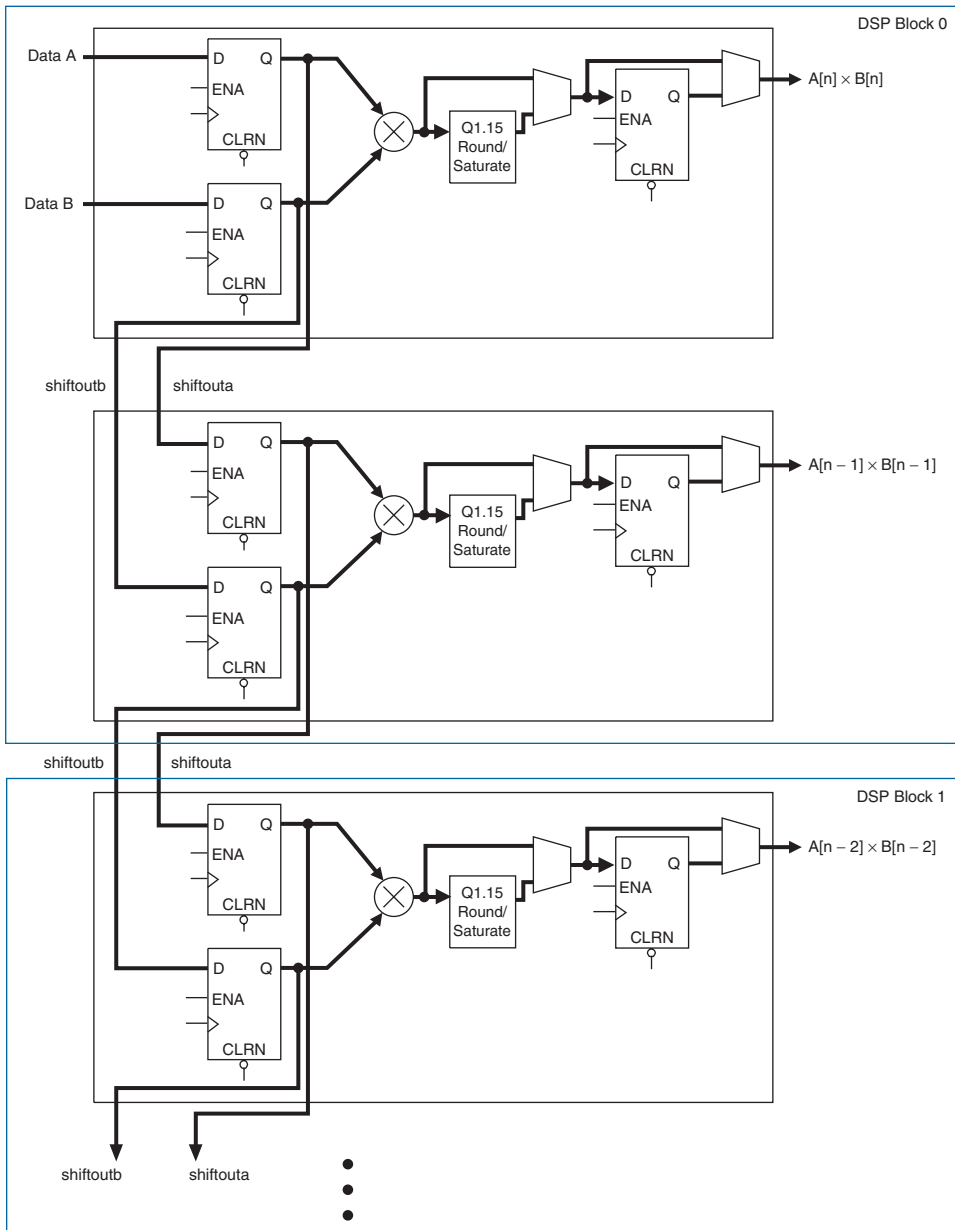 DSP Block 0
Data A
D Q
ENA
CLRN
Q1.15
Round/
Saturate
D Q
ENA
CLRN
A[n] × B[n]
Data B
D Q
ENA
CLRN
shiftoutb
shiftouta
D Q
ENA
CLRN
Q1.15
Round/
Saturate
D Q
ENA
CLRN
A[n – 1] × B[n – 1]
D Q
ENA
CLRN
shiftoutb
shiftouta
DSP Block 1
D Q
ENA
CLRN
Q1.15
Round/
Saturate
D Q
ENA
CLRN
A[n – 2] × B[n – 2]
D Q
ENA
CLRN
shiftoutb
shiftouta